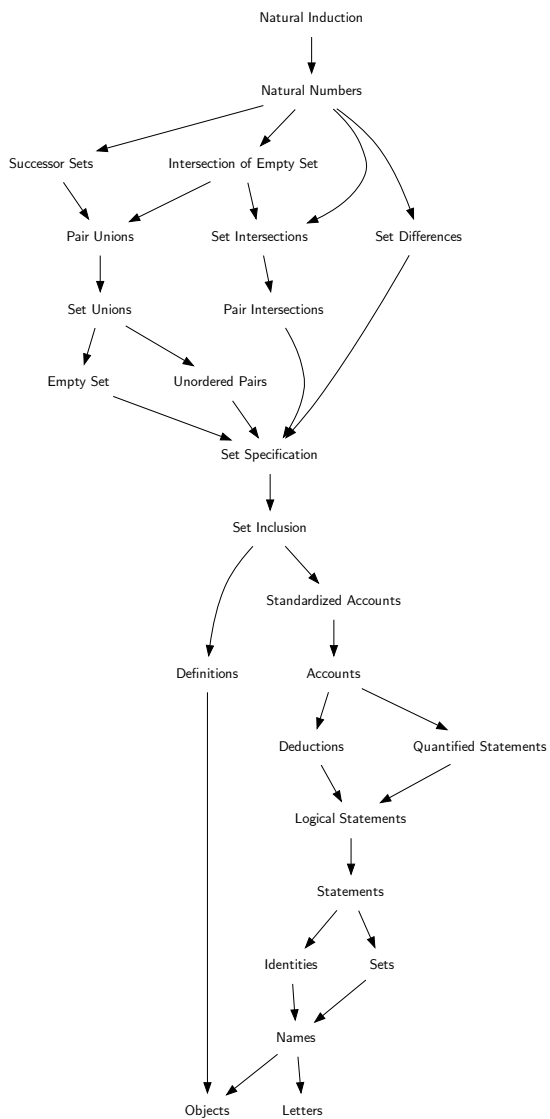 Natural Induction
Natural Numbers
Successor Sets
Intersection of Empty Set
Pair Unions
Set Intersections
Set Differences
Set Unions
Pair Intersections
Empty Set
Unordered Pairs
Set Specification
Set Inclusion
Standardized Accounts
Definitions
Accounts
Deductions
Quantified Statements
Logical Statements
Statements
Identities
Sets
Names
Objects
Letters